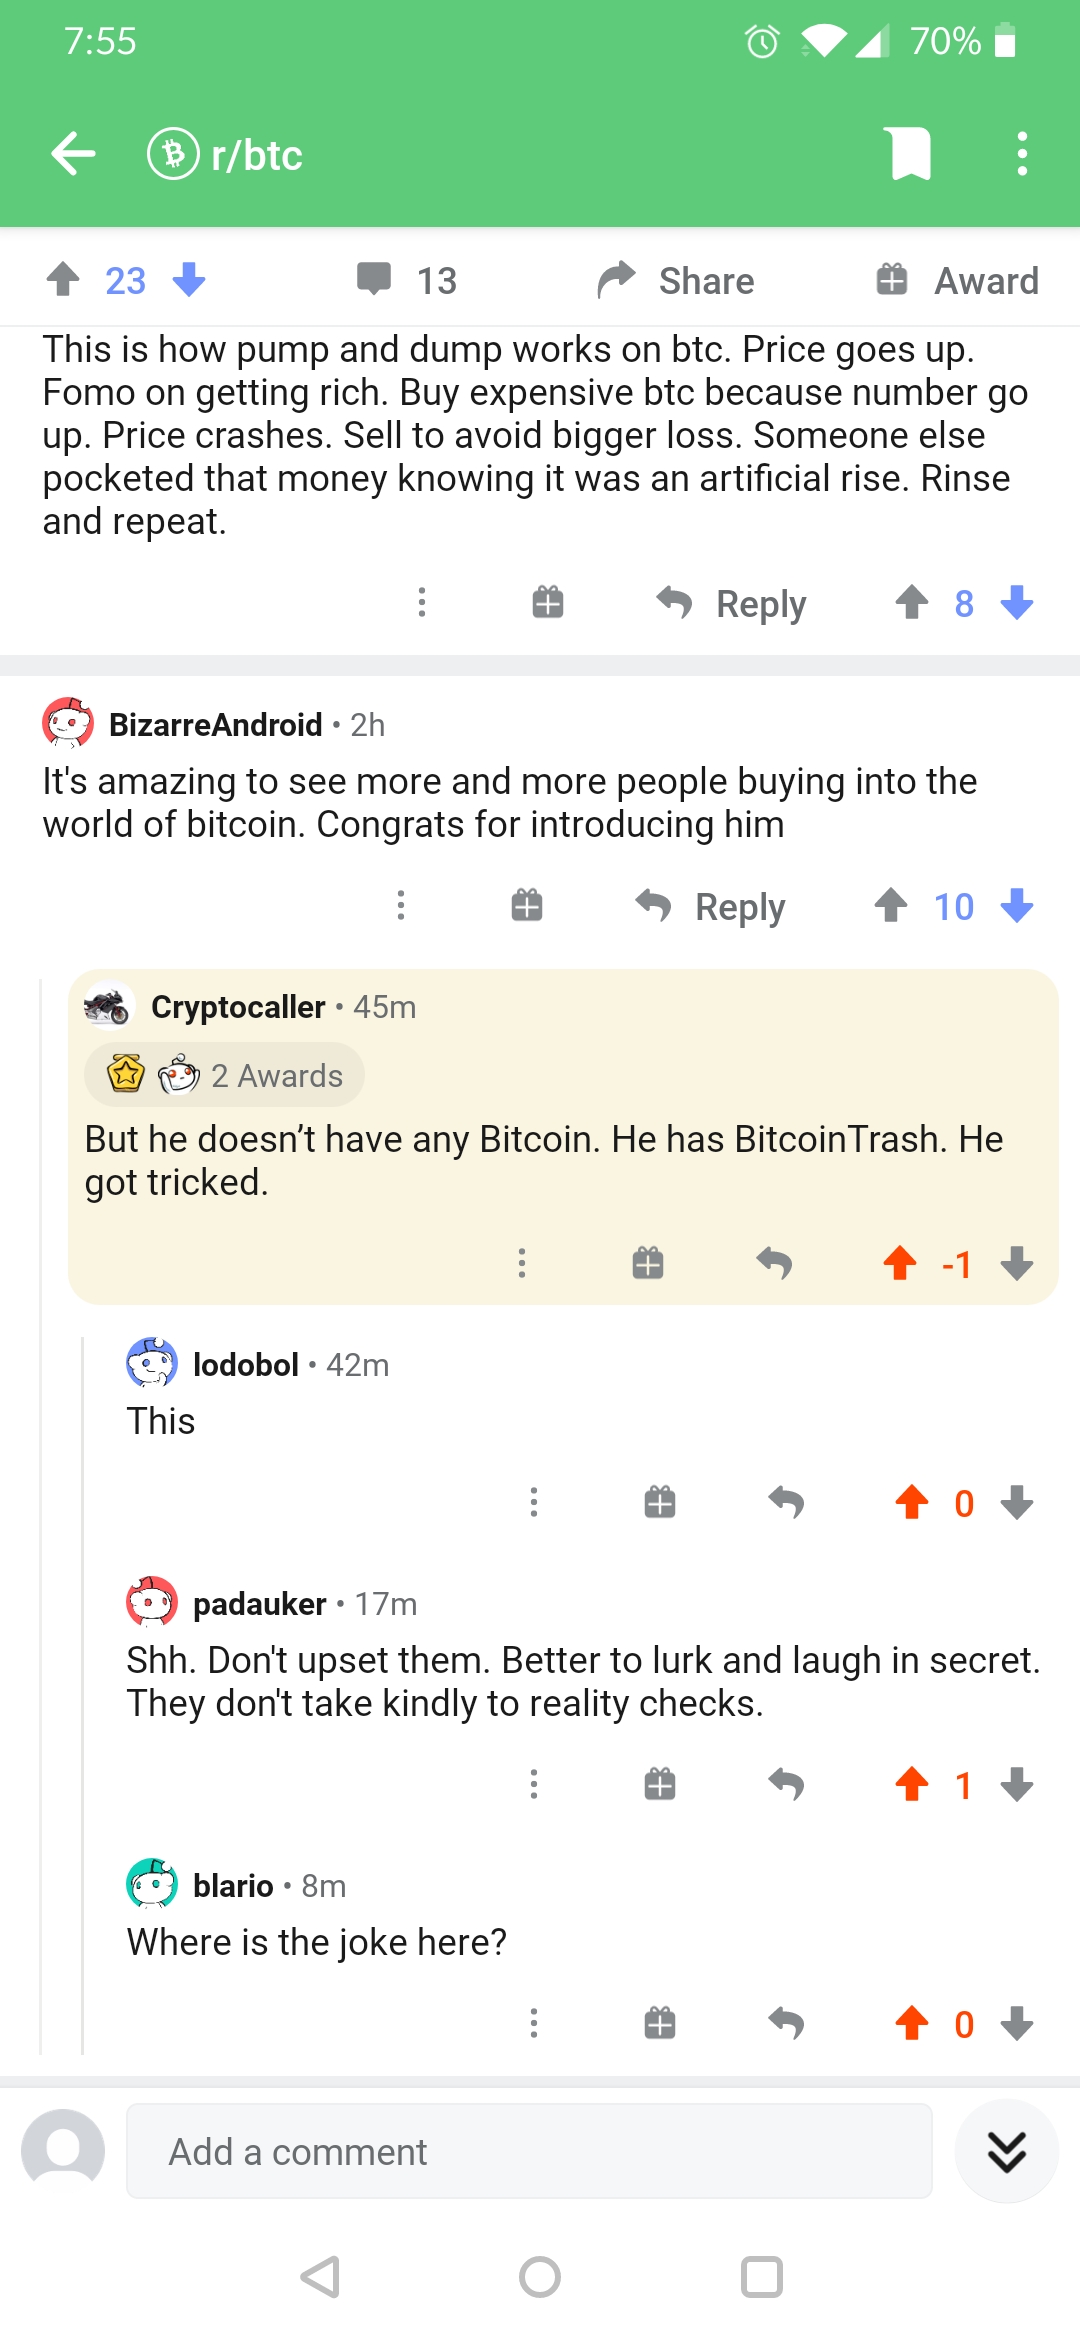 7:55
70%
r/btc
23
13
Share
Award
This is how pump and dump works on btc. Price goes up.
Fomo on getting rich. Buy expensive btc because number go
up. Price crashes. Sell to avoid bigger loss. Someone else
pocketed that money knowing it was an artificial rise. Rinse
and repeat.
Reply
8
BizarreAndroid • 2h
It's amazing to see more and more people buying into the
world of bitcoin. Congrats for introducing him
Reply
10
Cryptocaller • 45m
2 Awards
But he doesn’t have any Bitcoin. He has BitcoinTrash. He
got tricked.
-1
lodobol • 42m
This
0
padauker • 17m
Shh. Don't upset them. Better to lurk and laugh in secret.
They don't take kindly to reality checks.
1
blario • 8m
Where is the joke here?
0
Add a comment